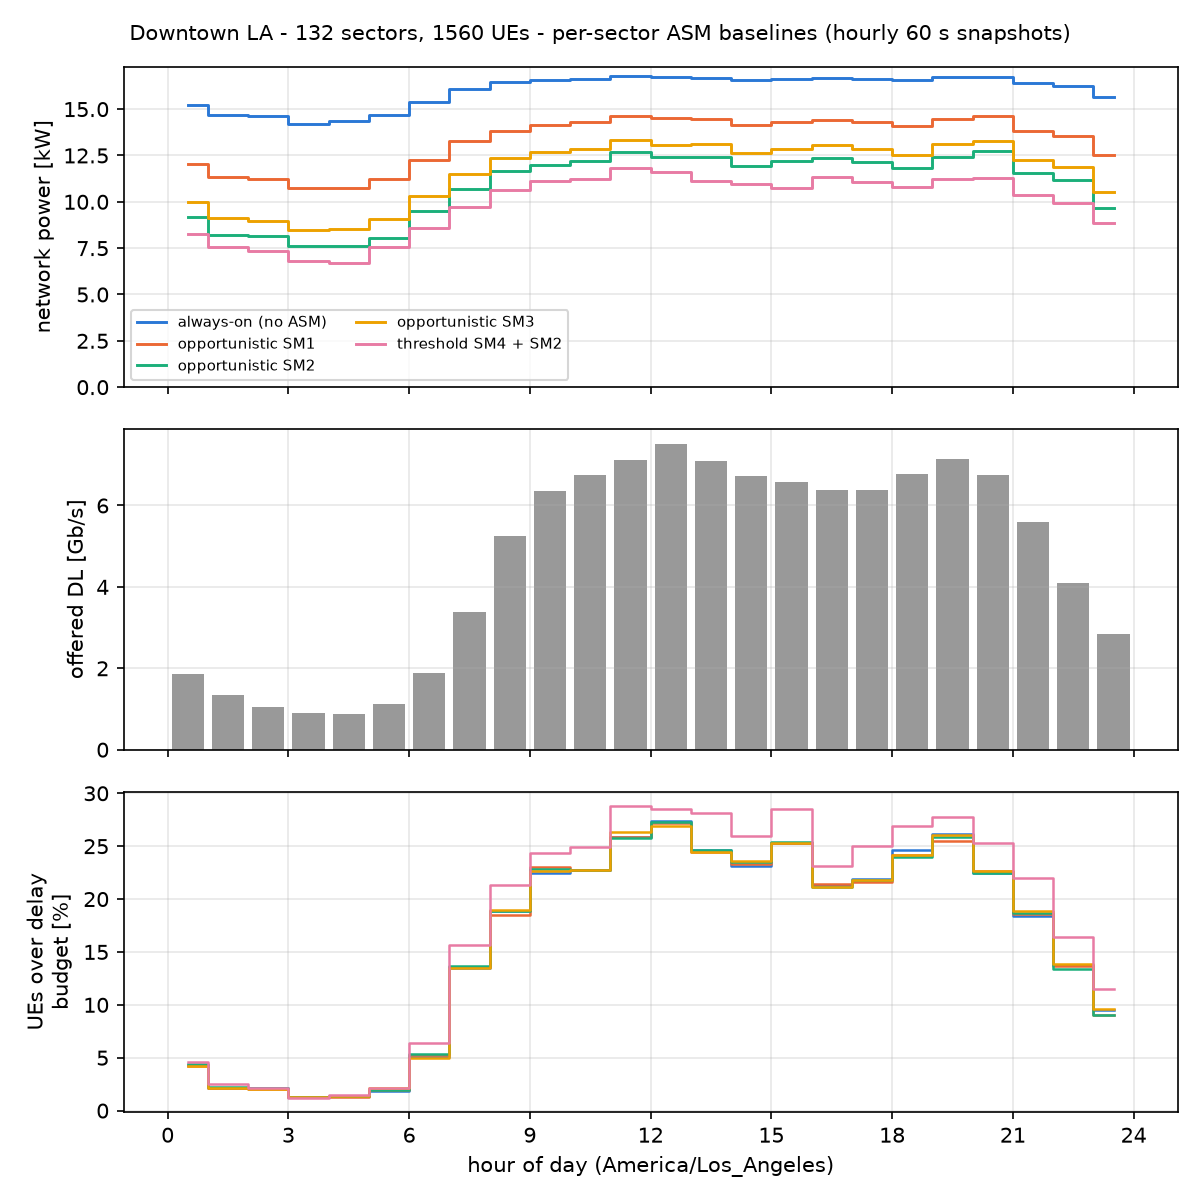 Downtown LA - 132 sectors, 1560 UEs - per-sector ASM baselines (hourly 60 s snapshots)
network power [kW]
15.0
12.5
10.0
7.5
5.0
2.5
0.0
always-on (no ASM)
opportunistic SM1
opportunistic SM2
opportunistic SM3
threshold SM4 + SM2
offered DL [Gb/s]
6
4
2
0
UEs over delay
budget [%]
30
25
20
15
10
5
0
0 3 6 9 12 15 18 21 24
hour of day (America/Los_Angeles)